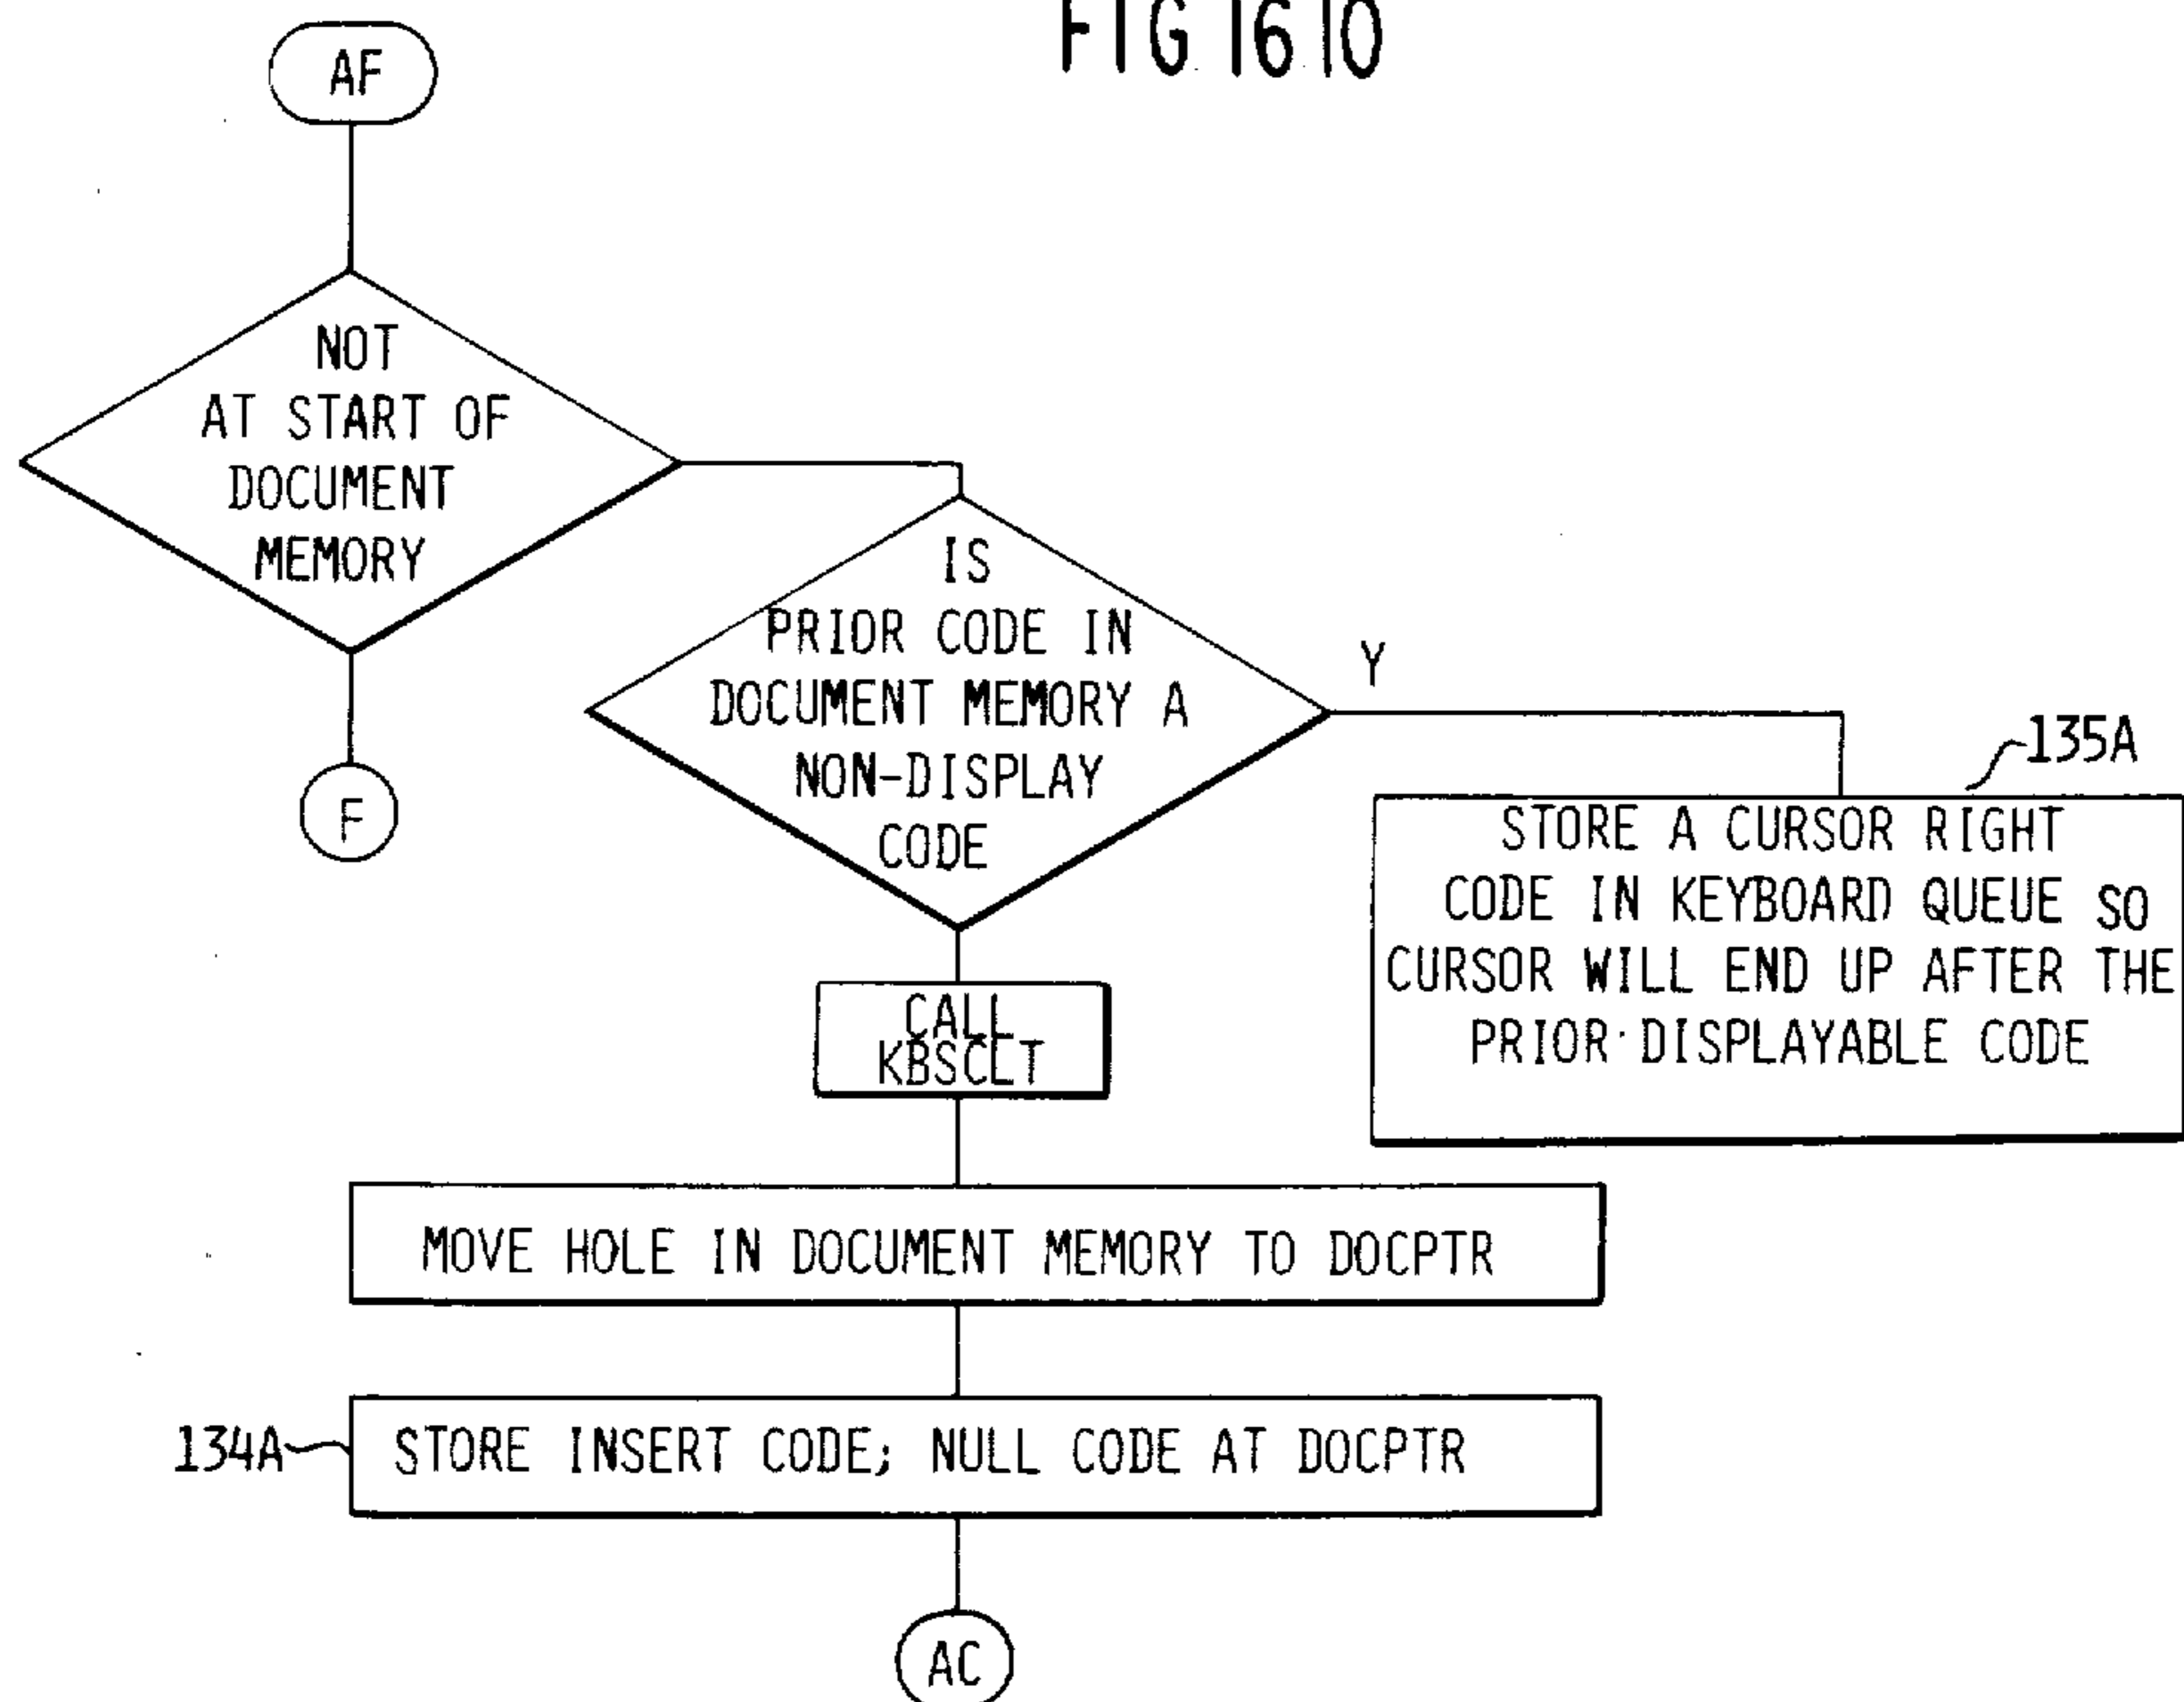 FIG 16 10
AF
NOT
AT START OF
DOCUMENT
MEMORY
F
IS
PRIOR CODE IN
DOCUMENT MEMORY A
NON-DISPLAY
CODE
Y
135A
STORE A CURSOR RIGHT
CODE IN KEYBOARD QUEUE SO
CURSOR WILL END UP AFTER THE
PRIOR DISPLAYABLE CODE
CALL
KBSCLT
MOVE HOLE IN DOCUMENT MEMORY TO DOCPTR
134A
STORE INSERT CODE; NULL CODE AT DOCPTR
AC